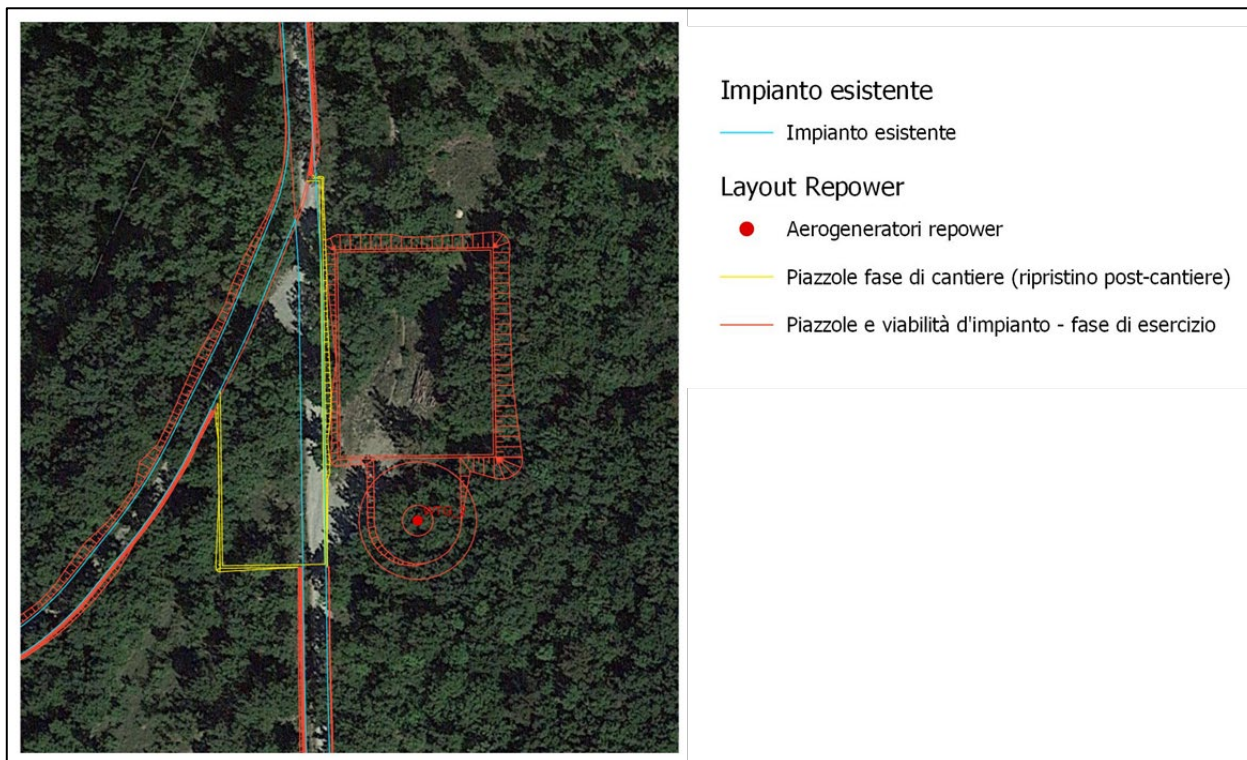 Impianto esistente
Impianto esistente
Layout Repower
Aerogeneratori repower
Piazzole fase di cantiere (ripristino post-cantiere)
Piazzole e viabilità d'impianto - fase di esercizio